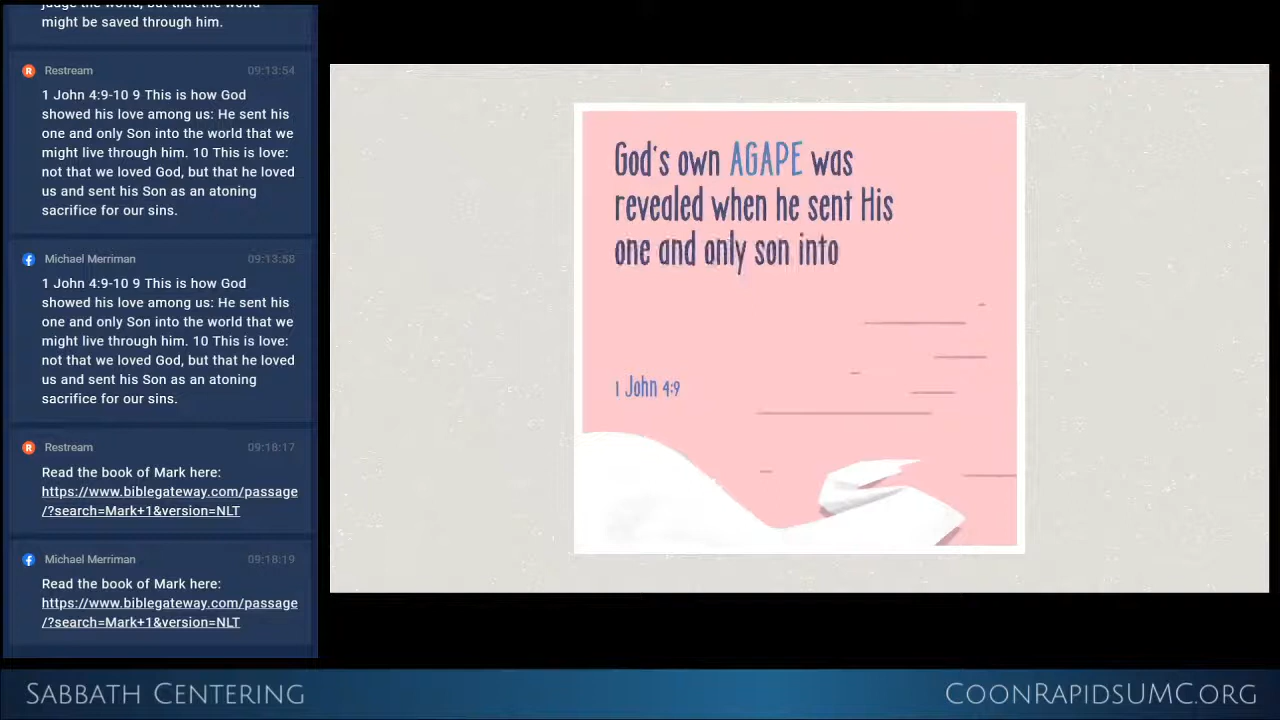 judge the world, but that the world
might be saved through him.
Restream 09:13:54
1 John 4:9-10 9 This is how God
showed his love among us: He sent his
one and only Son into the world that we
might live through him. 10 This is love:
not that we loved God, but that he loved
us and sent his Son as an atoning
sacrifice for our sins.
Michael Merriman 09:13:58
1 John 4:9-10 9 This is how God
showed his love among us: He sent his
one and only Son into the world that we
might live through him. 10 This is love:
not that we loved God, but that he loved
us and sent his Son as an atoning
sacrifice for our sins.
Restream 09:18:17
Read the book of Mark here:
https://www.biblegateway.com/passage
/?search=Mark+1&version=NLT
Michael Merriman 09:18:19
Read the book of Mark here:
https://www.biblegateway.com/passage
/?search=Mark+1&version=NLT
God's own AGAPE was
revealed when he sent His
one and only son into
1 John 4:9
Sabbath Centering
CoonRapidsUMC.org